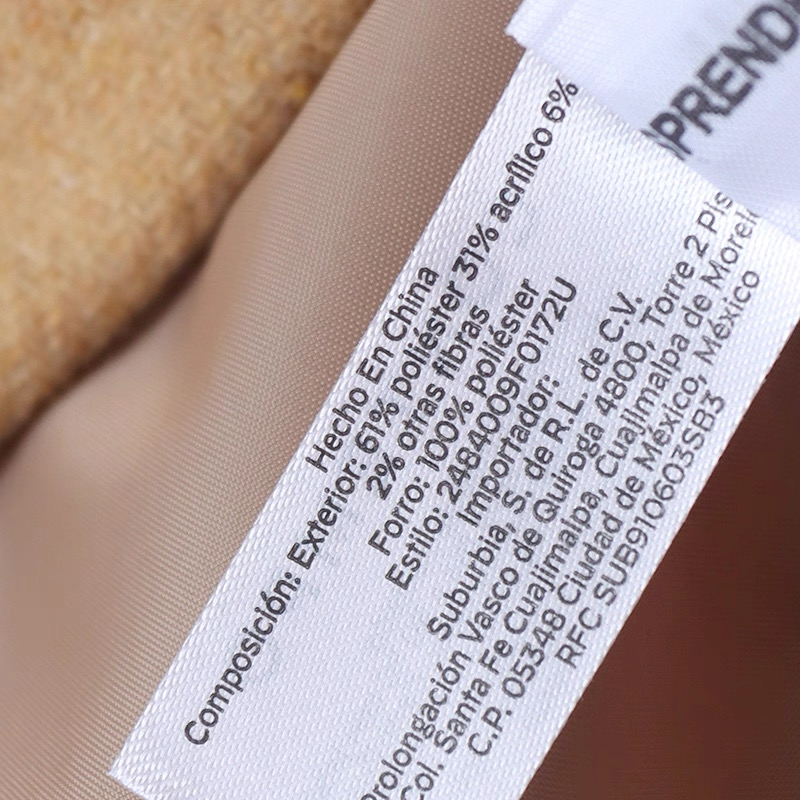 Hecho En China
Composición: Exterior: 61% poliéster 31% acrílico 6%
2% otras fibras
Forro: 100% poliéster
Estilo: 2484009F0172U
Importador:
Suburbia, S. de R.L. de C.V.
Prolongación Vasco de Quiroga 4800, Torre 2 Pis
Col. Santa Fe Cuajimalpa, Cuajimalpa de Morel
C.P. 05348 Ciudad de México, México
RFC SUB910603SB3
PREND